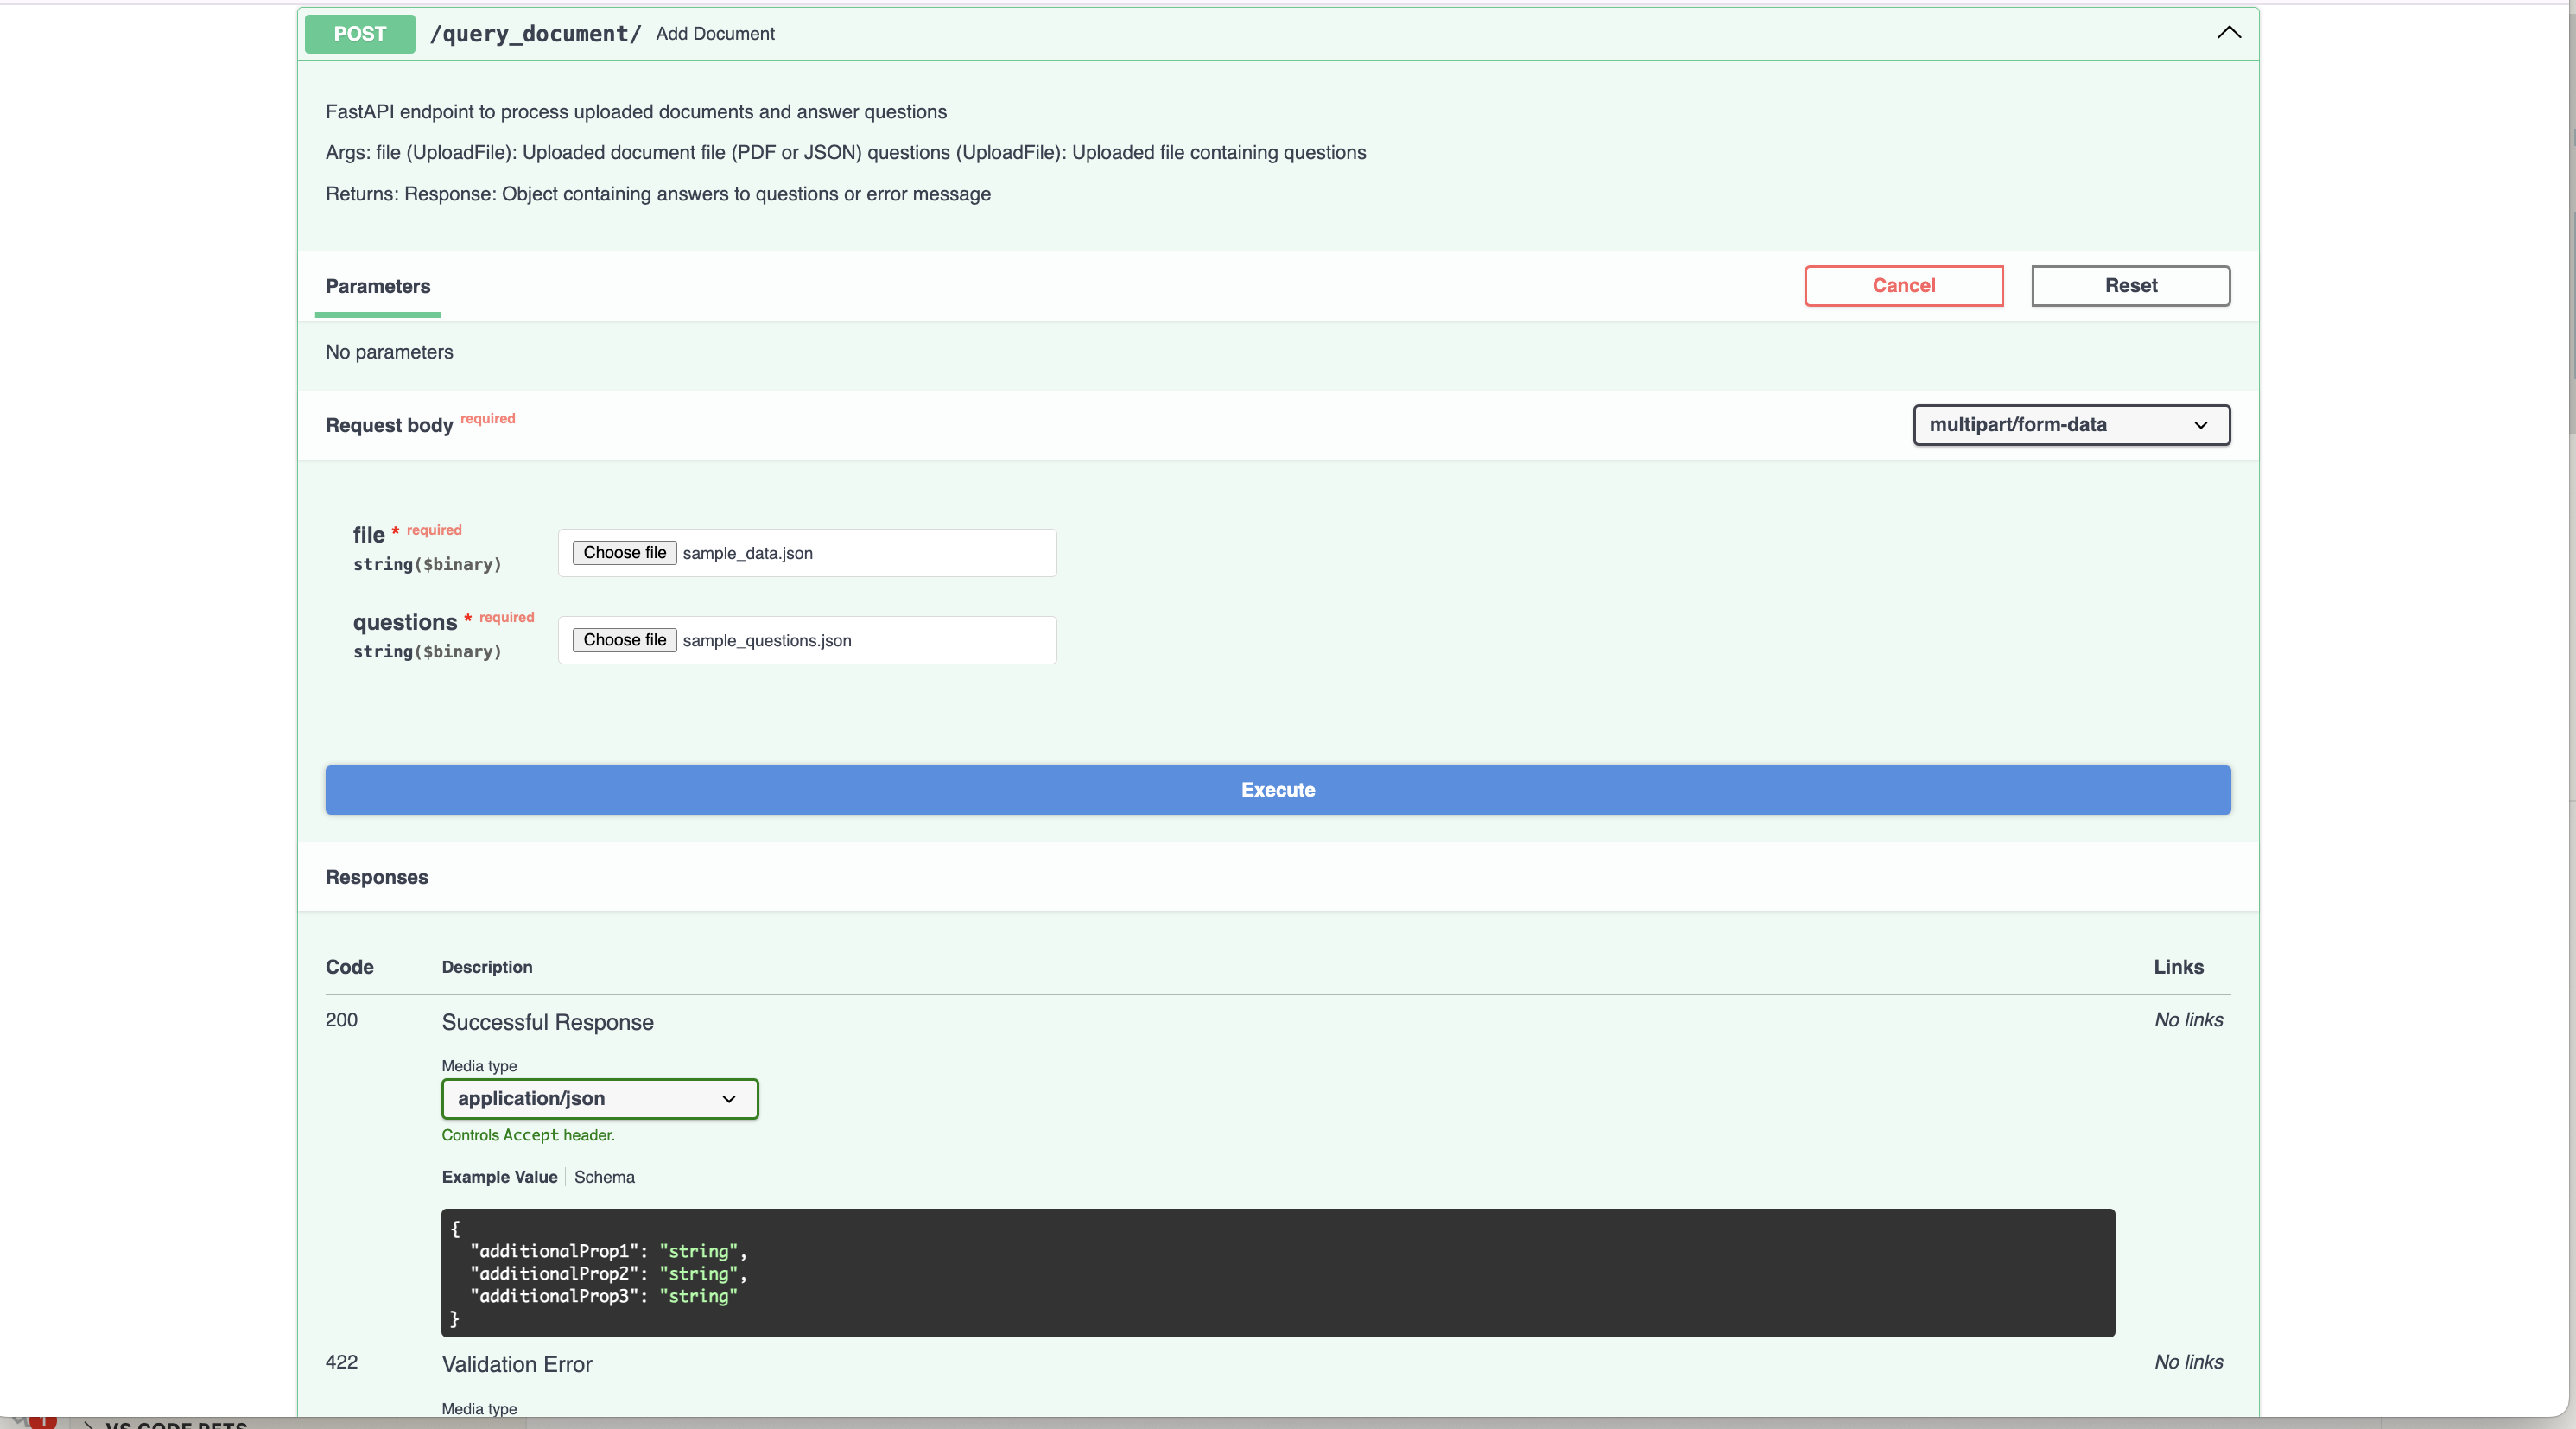 POST /query_document/ Add Document
FastAPI endpoint to process uploaded documents and answer questions
Args: file (UploadFile): Uploaded document file (PDF or JSON) questions (UploadFile): Uploaded file containing questions
Returns: Response: Object containing answers to questions or error message
Parameters Cancel Reset
No parameters
Request body required multipart/form-data
file * required
string($binary)
Choose file sample_data.json
questions * required
string($binary)
Choose file sample_questions.json
Execute
Responses
Code Description Links
200 Successful Response No links
Media type
application/json
Controls Accept header.
Example Value Schema
{
"additionalProp1": "string",
"additionalProp2": "string",
"additionalProp3": "string"
}
422 Validation Error No links
Media type
VS CODE PETS